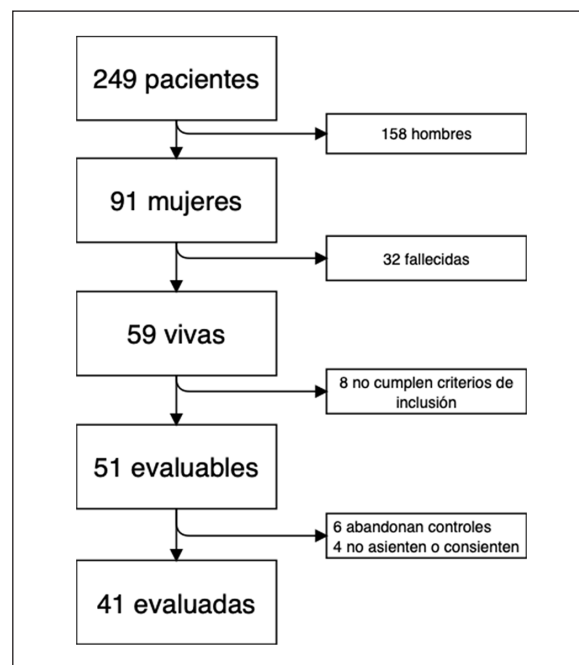 249 pacientes
158 hombres
91 mujeres
32 fallecidas
59 vivas
8 no cumplen criterios de
inclusión
51 evaluables
6 abandonan controles
4 no asienten o consienten
41 evaluadas